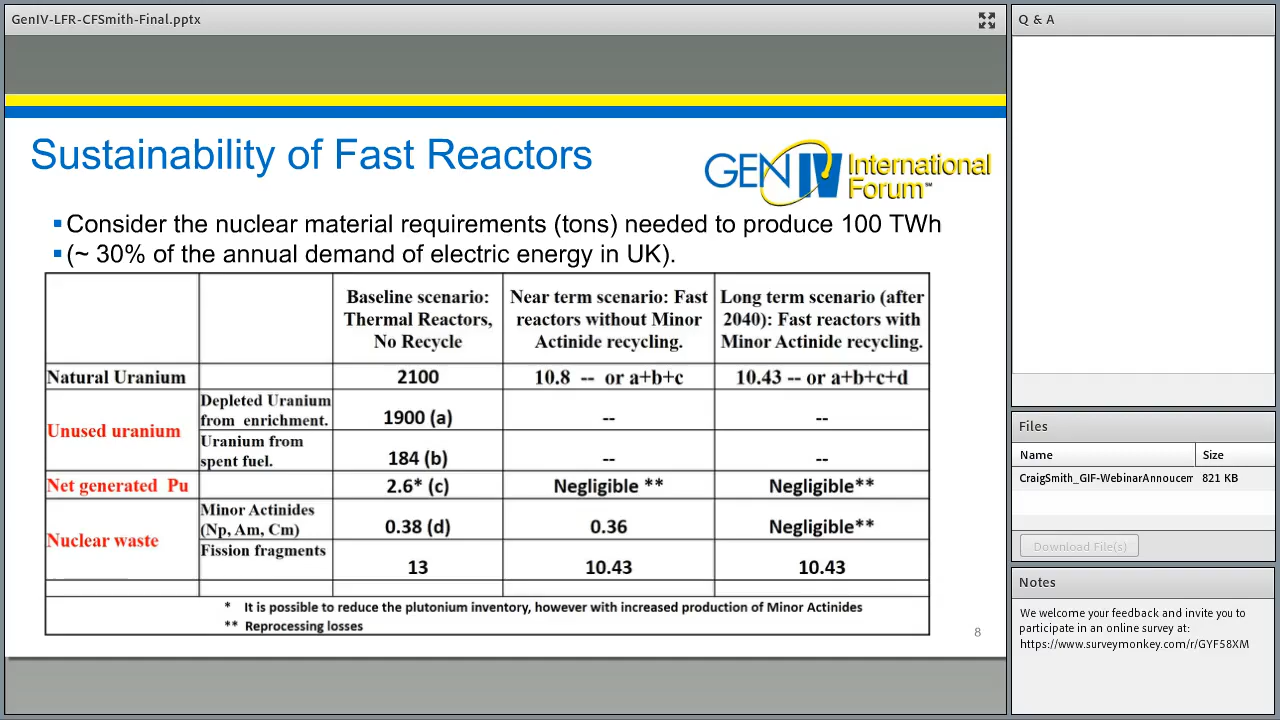 GenIV-LFR-CFSmith-Final.pptx
Sustainability of Fast Reactors
GEN IV International
Forum™
Consider the nuclear material requirements (tons) needed to produce 100 TWh
(~ 30% of the annual demand of electric energy in UK).
Baseline scenario:
Thermal Reactors,
No Recycle
Near term scenario: Fast
reactors without Minor
Actinide recycling.
Long term scenario (after
2040): Fast reactors with
Minor Actinide recycling.
Natural Uranium 2100 10.8 -- or a+b+c 10.43 -- or a+b+c+d
Unused uranium
Depleted Uranium
from enrichment.
1900 (a) -- --
Uranium from
spent fuel.
184 (b) -- --
Net generated Pu 2.6* (c) Negligible ** Negligible**
Nuclear waste
Minor Actinides
(Np, Am, Cm)
0.38 (d) 0.36 Negligible**
Fission fragments
13 10.43 10.43
* It is possible to reduce the plutonium inventory, however with increased production of Minor Actinides
** Reprocessing losses
8
Q & A
Files
Name Size
CraigSmith_GIF-WebinarAnnoucem 821 KB
Download File(s)
Notes
We welcome your feedback and invite you to
participate in an online survey at:
https://www.surveymonkey.com/r/GYF58XM